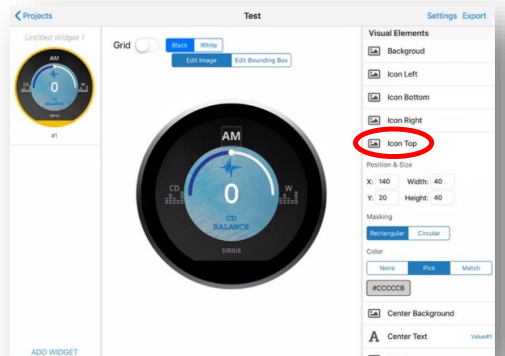 Projects
Test
Settings Export
Untitled Widget 1
AM
CD
W
0
CD
BALANCE
SIRIUS
#1
ADD WIDGET
Grid
Black White
Edit Image Edit Bounding Box
AM
CD
W
0
CD
BALANCE
SIRIUS
Visual Elements
Backgroud
Icon Left
Icon Bottom
Icon Right
Icon Top
Position & Size
X: 140 Width: 40
Y: 20 Height: 40
Masking
Rectangular Circular
Color
None Pick Match
#CCCCCB
Center Background
A Center Text Value#1